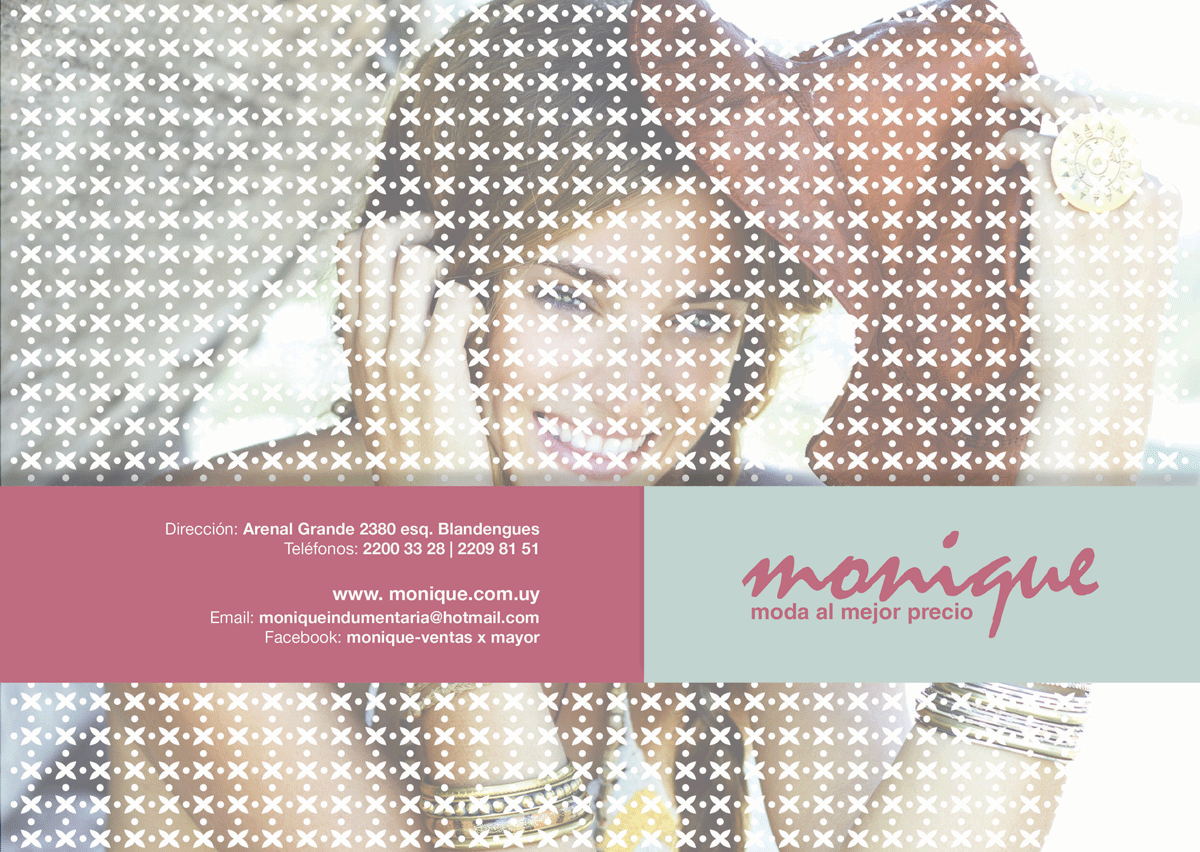 Dirección: Arenal Grande 2380 esq. Blandengues
Teléfonos: 2200 33 28 | 2209 81 51
www. monique.com.uy
Email: moniqueindumentaria@hotmail.com
Facebook: monique-ventas x mayor
monique
moda al mejor precio